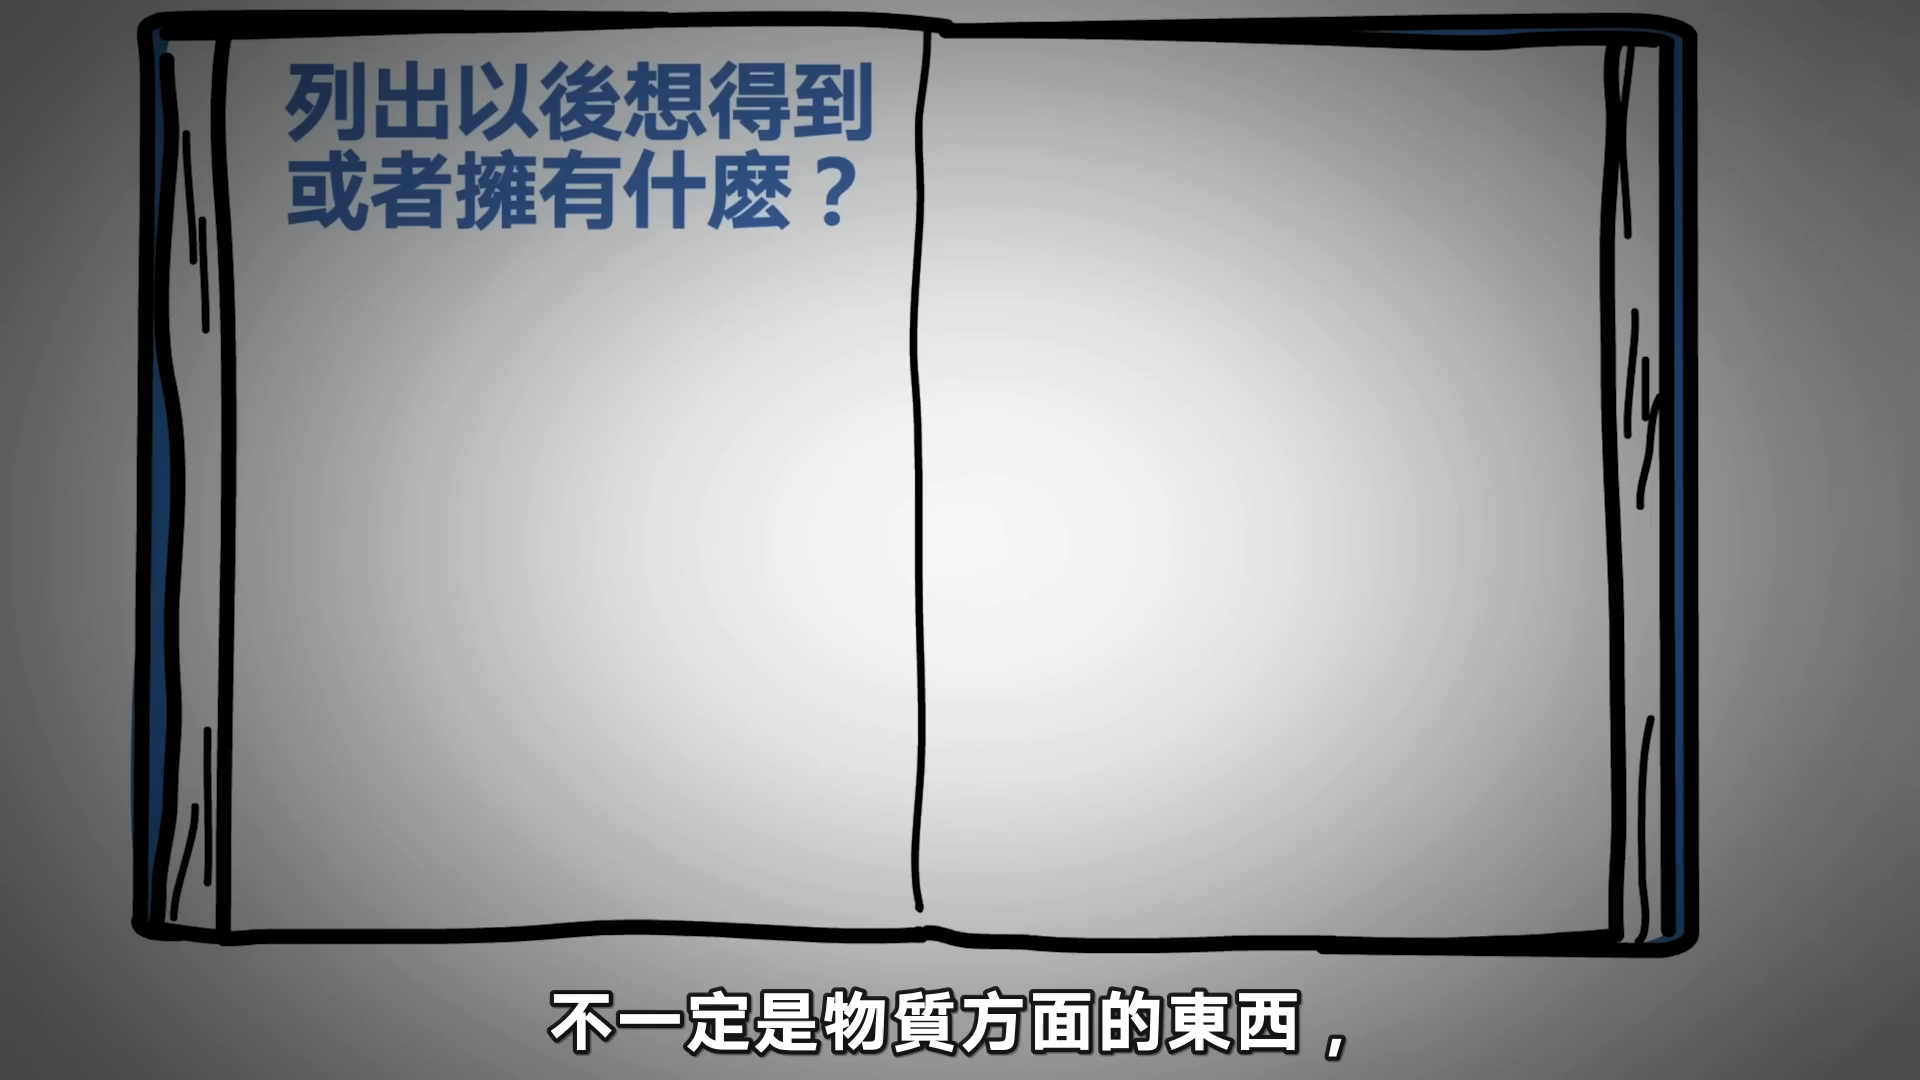 列出以後想得到
或者擁有什麽？
不一定是物質方面的東西，